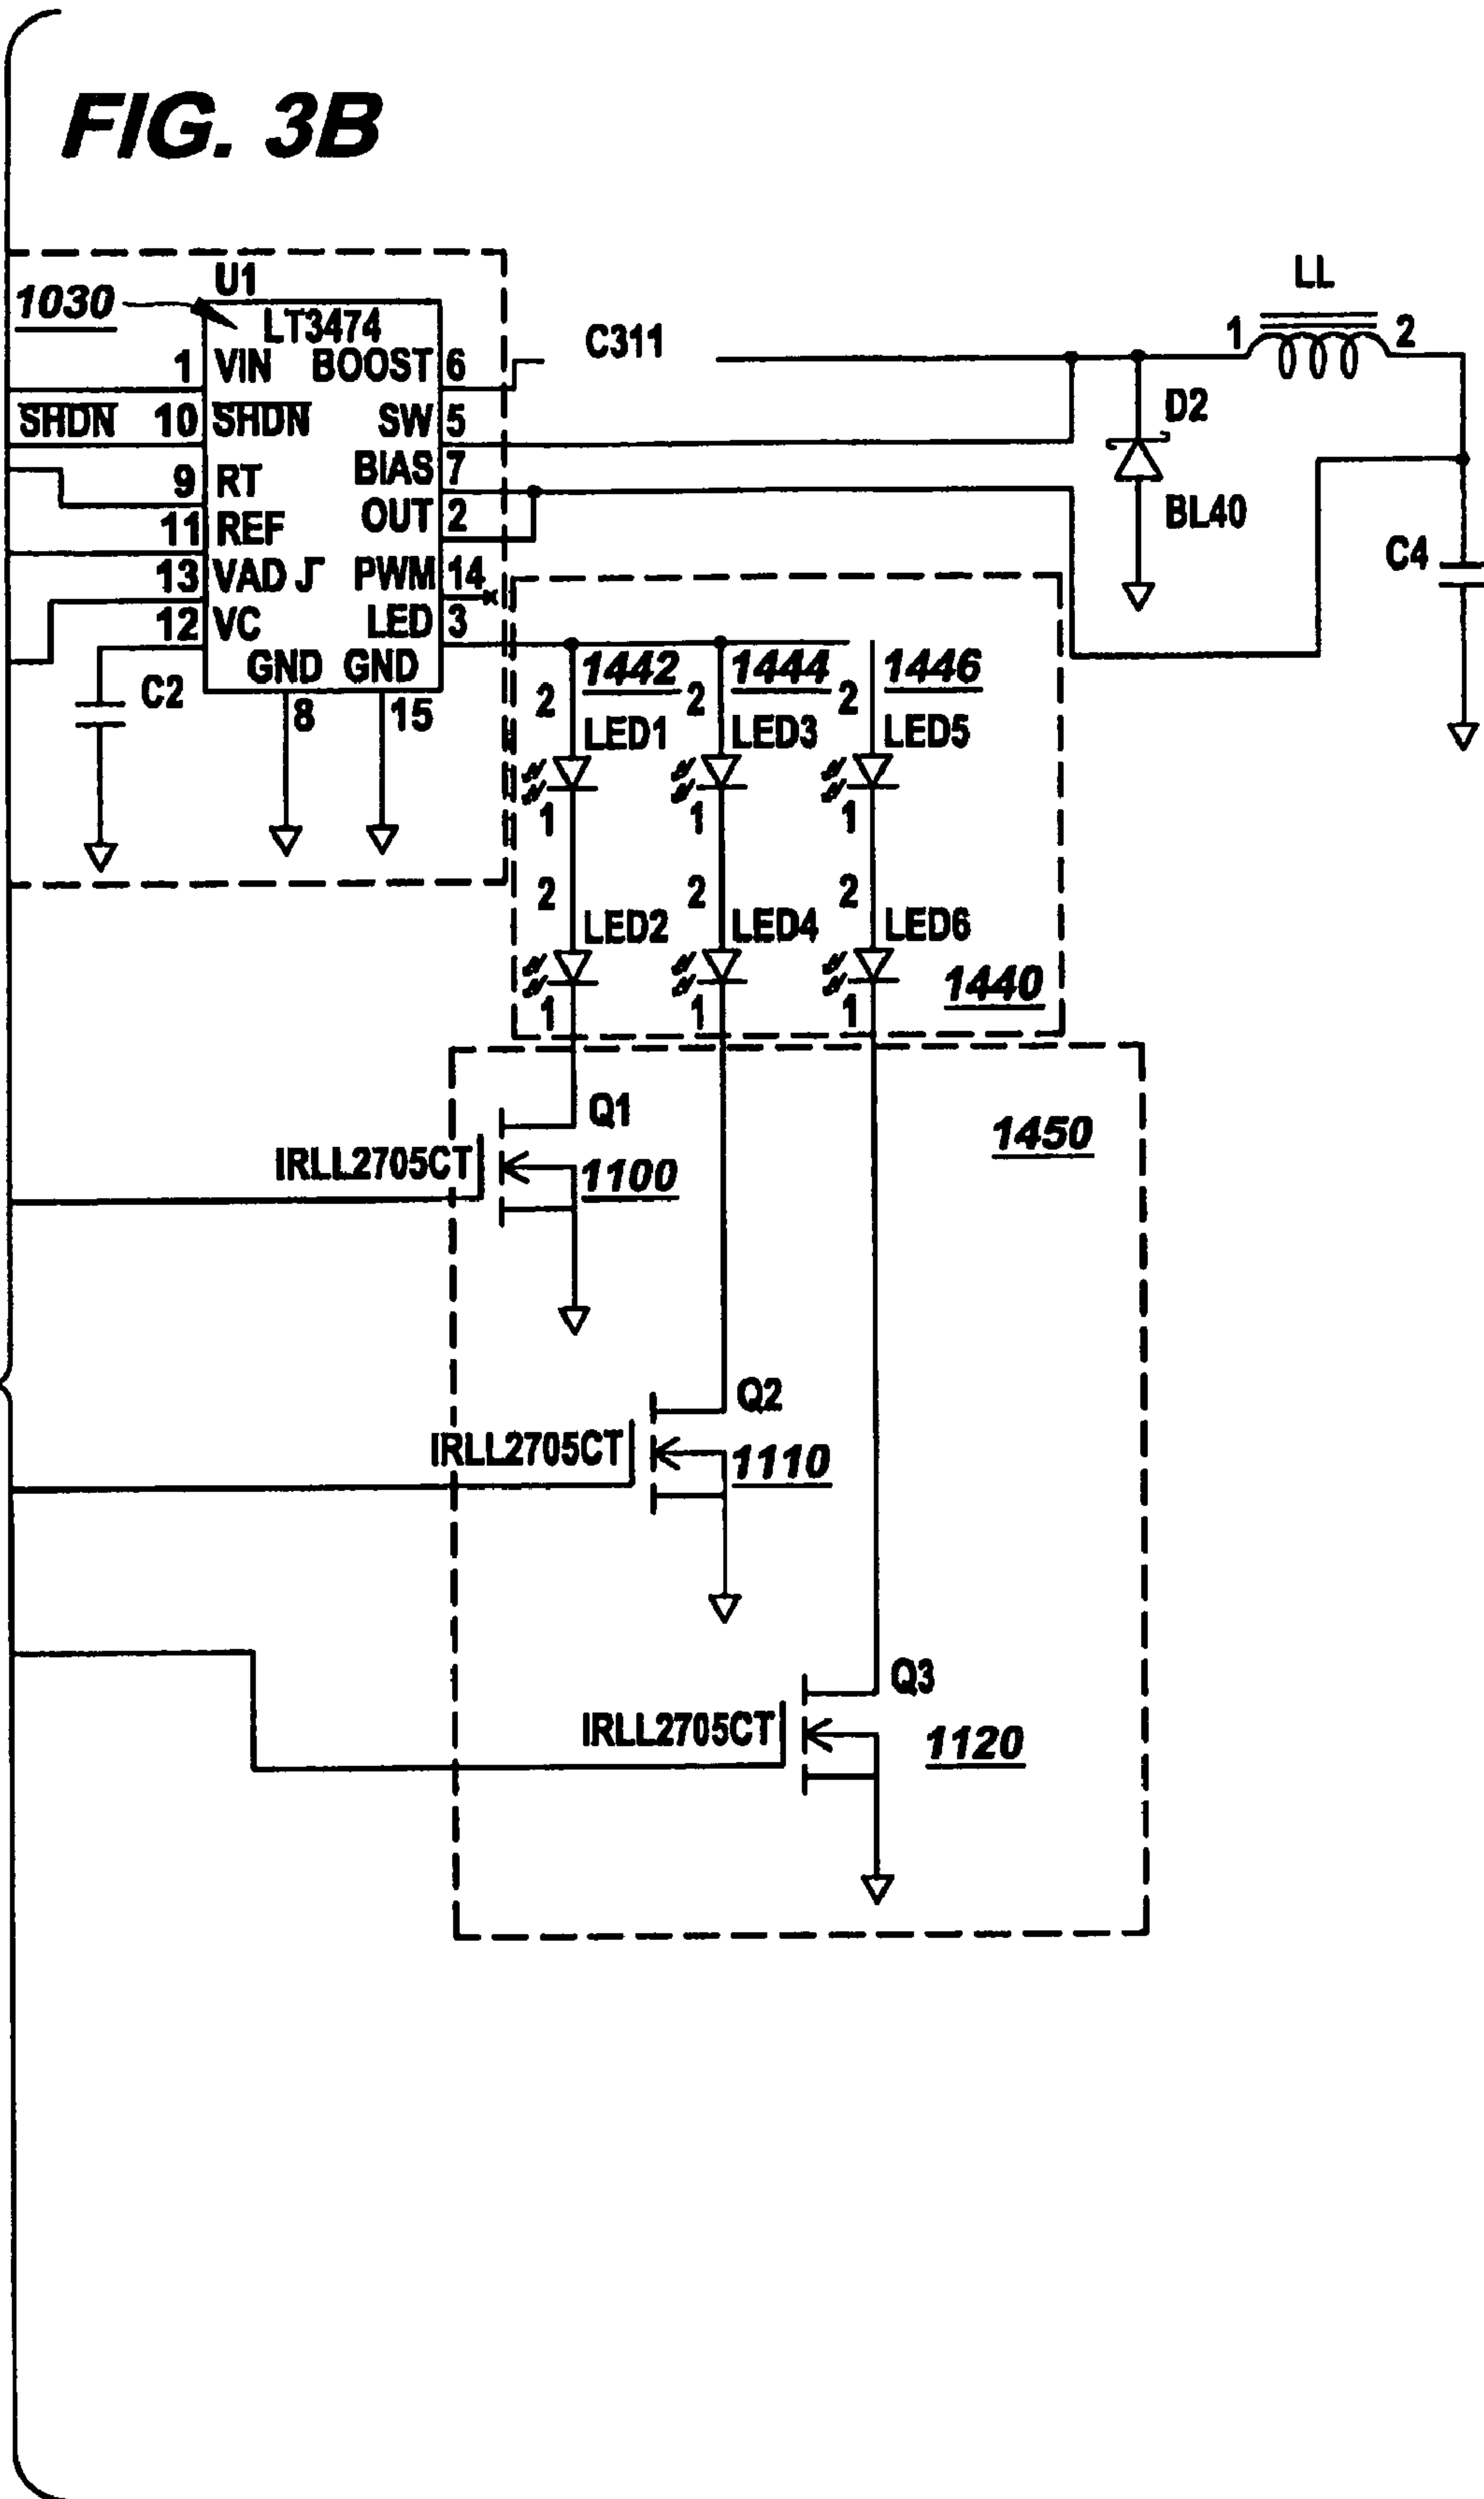 FIG. 3B
U1
1030
LT3474
1 VIN BOOST 6
SHDN 10 SHDN SW 5
BIAS 7
9 RT
OUT 2
11 REF
13 VADJ PWM 14
12 VC LED 3
GND GND
8 15
C2
C311
LL
1 2
D2
BL40
C4
1442 1444 1446
2 2 2
LED1 LED3 LED5
1 1 1
2 2 2
LED2 LED4 LED6
1440
1 1 1
Q1
1450
IRLL2705CT
1100
Q2
IRLL2705CT
1110
Q3
IRLL2705CT
1120